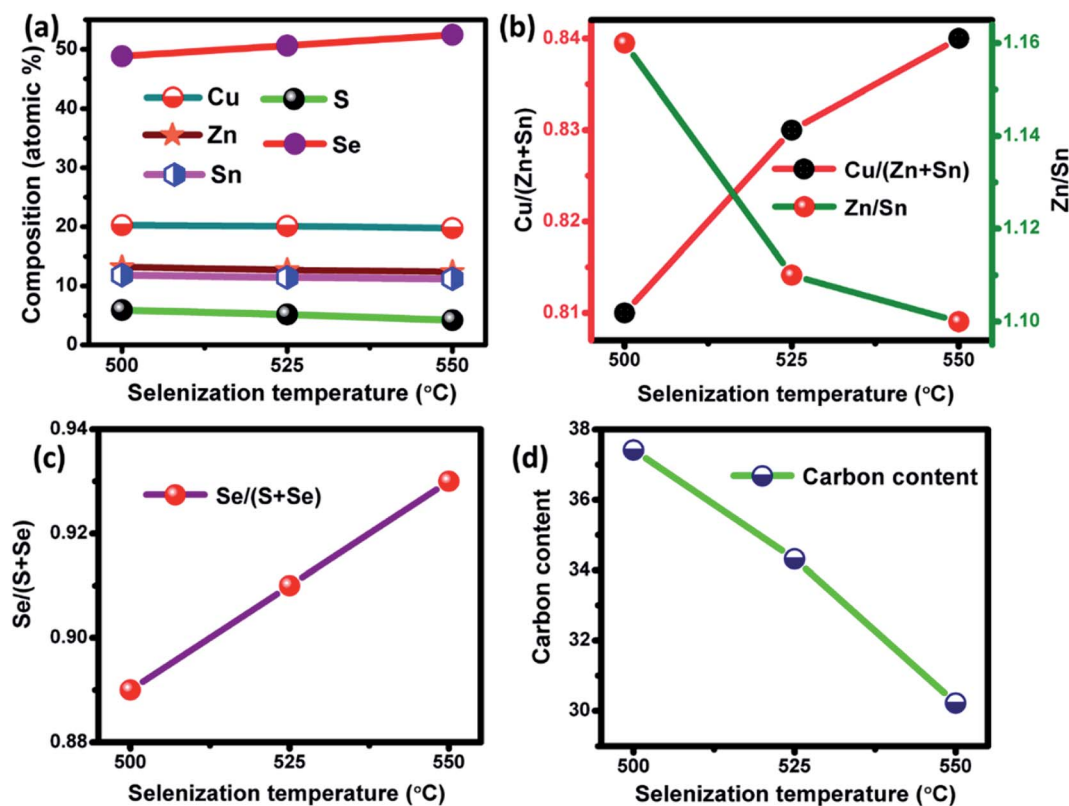 (a)
Composition (atomic %)
50
40
30
20
10
0
Cu
Zn
Sn
S
Se
500
525
550
Selenization temperature (°C)
(b)
Cu/(Zn+Sn)
0.84
0.83
0.82
0.81
Cu/(Zn+Sn)
Zn/Sn
1.16
1.14
1.12
1.10
Zn/Sn
500
525
550
Selenization temperature (°C)
(c)
Se/(S+Se)
0.94
0.92
0.90
0.88
Se/(S+Se)
500
525
550
Selenization temperature (°C)
(d)
Carbon content
38
36
34
32
30
Carbon content
500
525
550
Selenization temperature (°C)